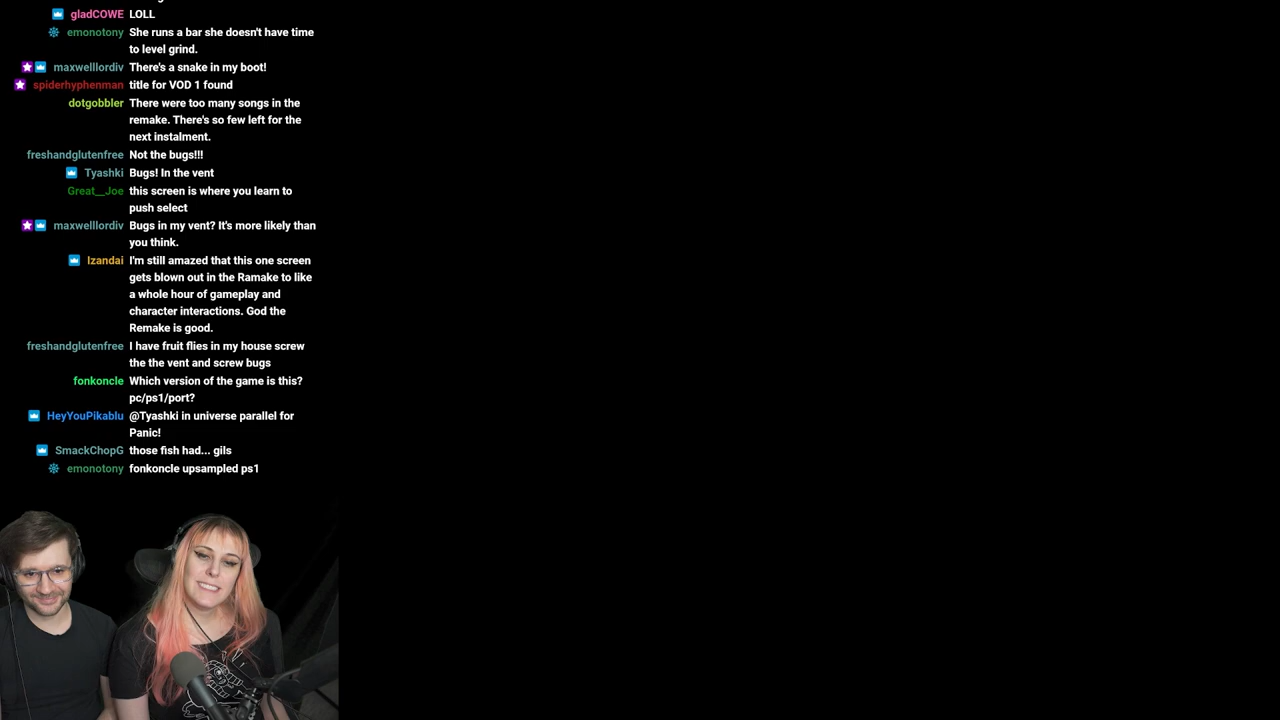 gladCOWE LOLL
emonotony She runs a bar she doesn't have time
to level grind.
maxwelllordiv There's a snake in my boot!
spiderhyphenman title for VOD 1 found
dotgobbler There were too many songs in the
remake. There's so few left for the
next instalment.
freshandglutenfree Not the bugs!!!
Tyashki Bugs! In the vent
Great__Joe this screen is where you learn to
push select
maxwelllordiv Bugs in my vent? It's more likely than
you think.
Izandai I'm still amazed that this one screen
gets blown out in the Ramake to like
a whole hour of gameplay and
character interactions. God the
Remake is good.
freshandglutenfree I have fruit flies in my house screw
the the vent and screw bugs
fonkoncle Which version of the game is this?
pc/ps1/port?
HeyYouPikablu @Tyashki in universe parallel for
Panic!
SmackChopG those fish had... gils
emonotony fonkoncle upsampled ps1